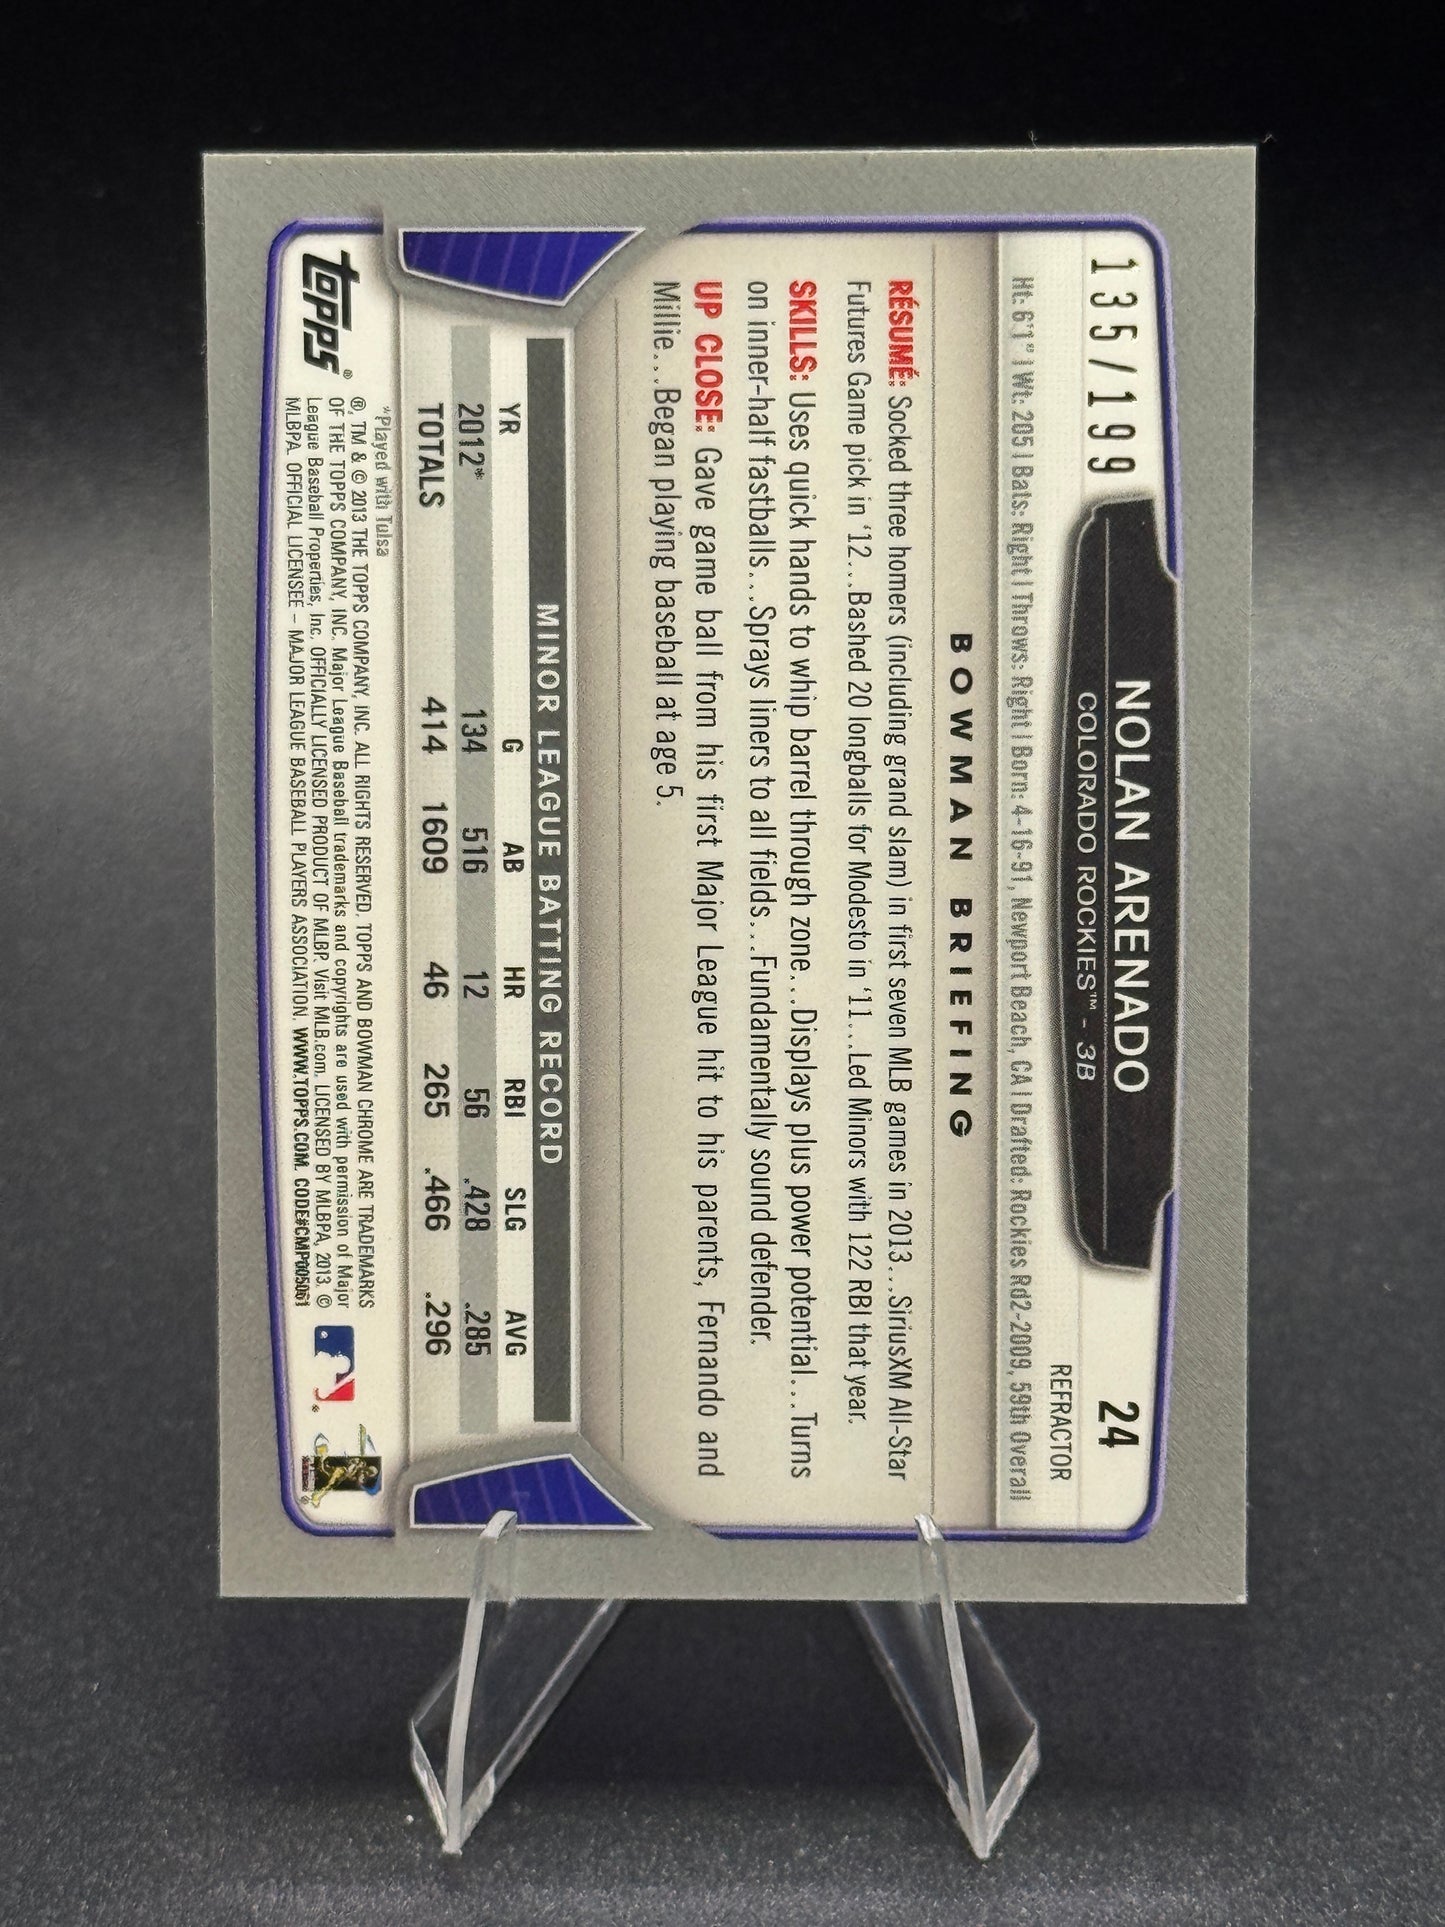 135/199
NOLAN ARENADO
COLORADO ROCKIES™ - 3B
24
REFRACTOR
Ht: 6'1" | Wt: 205 | Bats: Right | Throws: Right | Born: 4-16-91, Newport Beach, CA | Drafted: Rockies Rd2-2009, 59th Overall
BOWMAN BRIEFING
RÉSUMÉ: Socked three homers (including grand slam) in first seven MLB games in 2013...SiriusXM All-Star
Futures Game pick in '12...Bashed 20 longballs for Modesto in '11...Led Minors with 122 RBI that year.
SKILLS: Uses quick hands to whip barrel through zone...Displays plus power potential...Turns
on inner-half fastballs...Sprays liners to all fields...Fundamentally sound defender.
UP CLOSE: Gave game ball from his first Major League hit to his parents, Fernando and
Millie...Began playing baseball at age 5.
MINOR LEAGUE BATTING RECORD
YR G AB HR RBI SLG AVG
2012* 134 516 12 56 .428 .285
TOTALS 414 1609 46 265 .466 .296
*Played with Tulsa
topps®
®, TM & © 2013 THE TOPPS COMPANY, INC. ALL RIGHTS RESERVED. TOPPS AND BOWMAN CHROME ARE TRADEMARKS
OF THE TOPPS COMPANY, INC. Major League Baseball trademarks and copyrights are used with permission of Major
League Baseball Properties, Inc. OFFICIALLY LICENSED PRODUCT OF MLBP. Visit MLB.com, LICENSED BY MLBPA, 2013. ©
MLBPA. OFFICIAL LICENSEE – MAJOR LEAGUE BASEBALL PLAYERS ASSOCIATION. WWW.TOPPS.COM. CODE#CMP005061